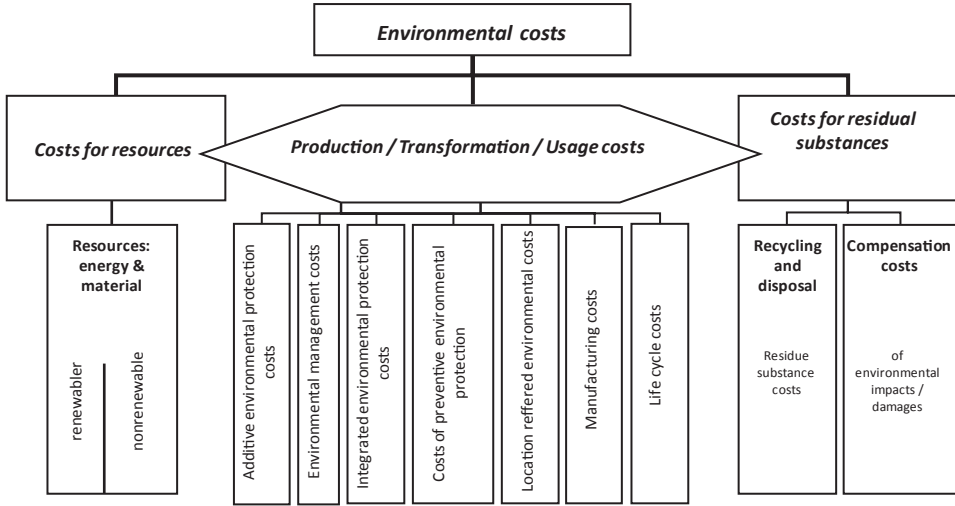 Environmental costs
Costs for resources
Production / Transformation / Usage costs
Costs for residual
substances
Resources:
energy &
material
renewabler
nonrenewable
Additive environmental protection
costs
Environmental management costs
Integrated environmental protection
costs
Costs of preventive environmental
protection
Location reffered environmental costs
Manufacturing costs
Life cycle costs
Recycling
and
disposal
Residue
substance
costs
Compensation
costs
of
environmental
impacts /
damages